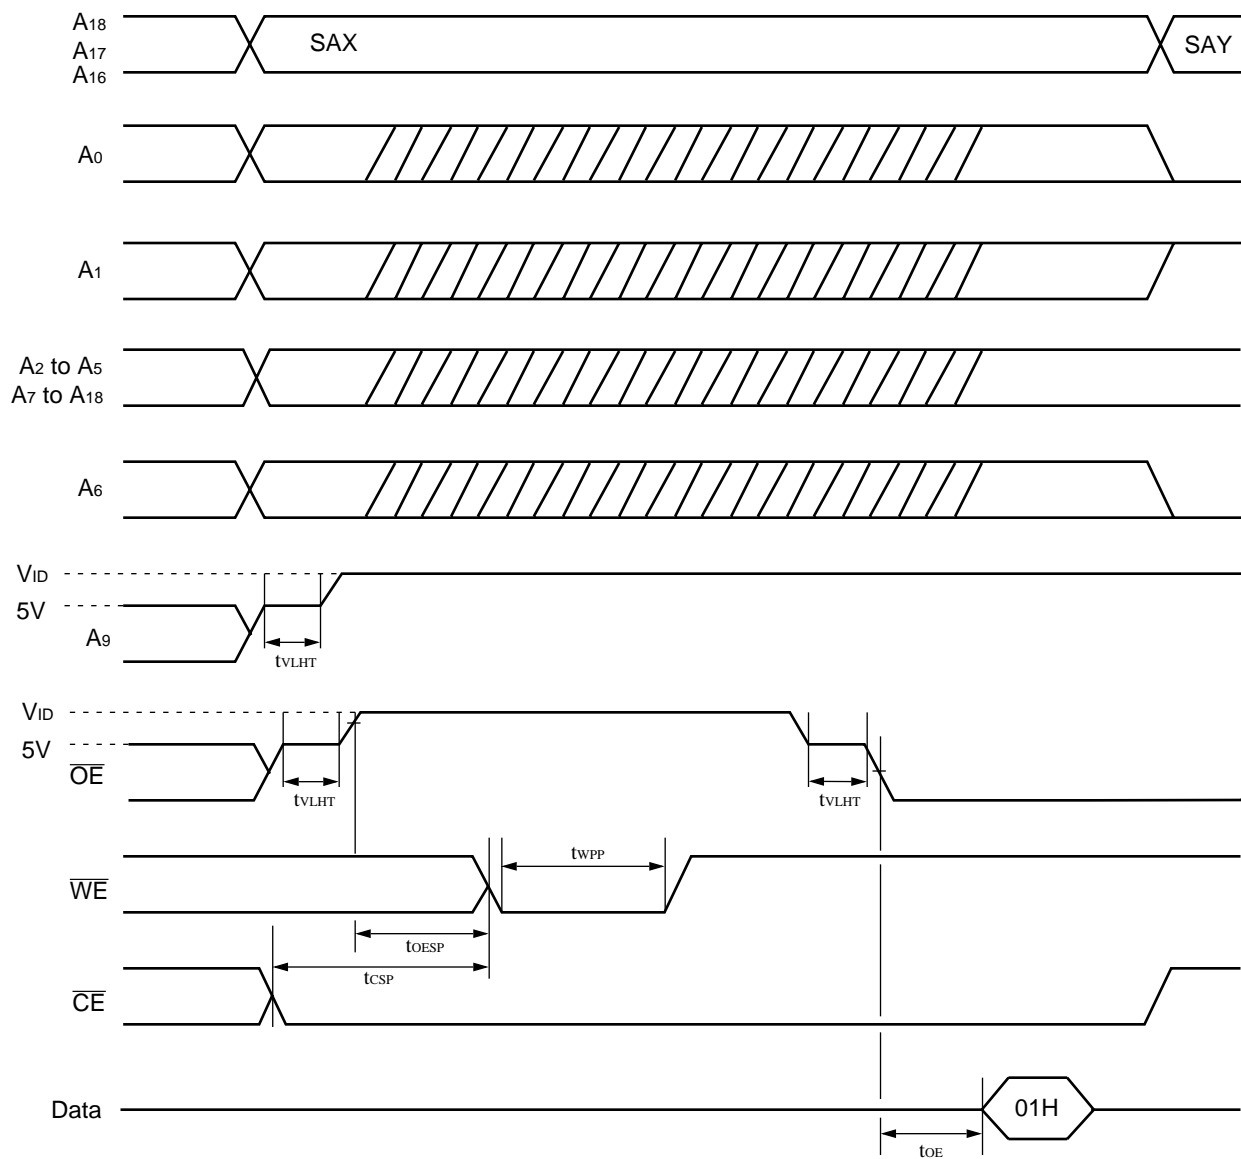 A18
SAX
A17
SAY
A16
A0
A1
A2 to A5
A7 to A18
A6
VID
5V
A9
tVLHT
VID
5V
OE
tVLHT
tVLHT
tWPP
WE
tOESP
tCSP
CE
Data
01H
tOE